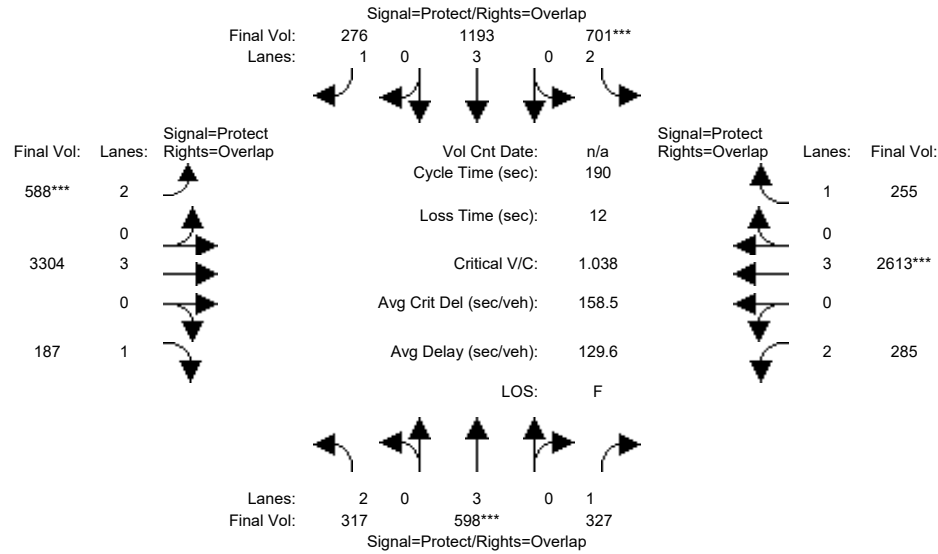 Signal=Protect/Rights=Overlap
Final Vol: 276 1193 701***
Lanes: 1 0 3 0 2
Signal=Protect
Final Vol: Lanes: Rights=Overlap
588*** 2
0
3304 3
0
187 1
Vol Cnt Date: n/a
Cycle Time (sec): 190
Loss Time (sec): 12
Critical V/C: 1.038
Avg Crit Del (sec/veh): 158.5
Avg Delay (sec/veh): 129.6
LOS: F
Signal=Protect
Rights=Overlap Lanes: Final Vol:
1 255
0
3 2613***
0
2 285
Lanes: 2 0 3 0 1
Final Vol: 317 598*** 327
Signal=Protect/Rights=Overlap